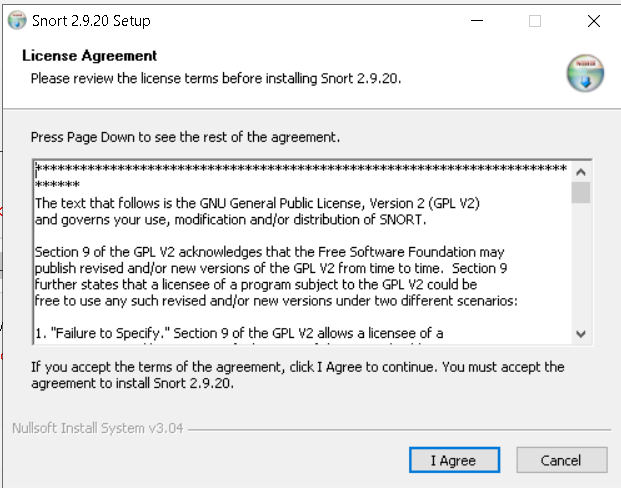 Snort 2.9.20 Setup
License Agreement
Please review the license terms before installing Snort 2.9.20.
Press Page Down to see the rest of the agreement.
************************************************************************
******
The text that follows is the GNU General Public License, Version 2 (GPL V2)
and governs your use, modification and/or distribution of SNORT.
Section 9 of the GPL V2 acknowledges that the Free Software Foundation may
publish revised and/or new versions of the GPL V2 from time to time.  Section 9
further states that a licensee of a program subject to the GPL V2 could be
free to use any such revised and/or new versions under two different scenarios:
1. "Failure to Specify." Section 9 of the GPL V2 allows a licensee of a
If you accept the terms of the agreement, click I Agree to continue. You must accept the
agreement to install Snort 2.9.20.
Nullsoft Install System v3.04
I Agree
Cancel